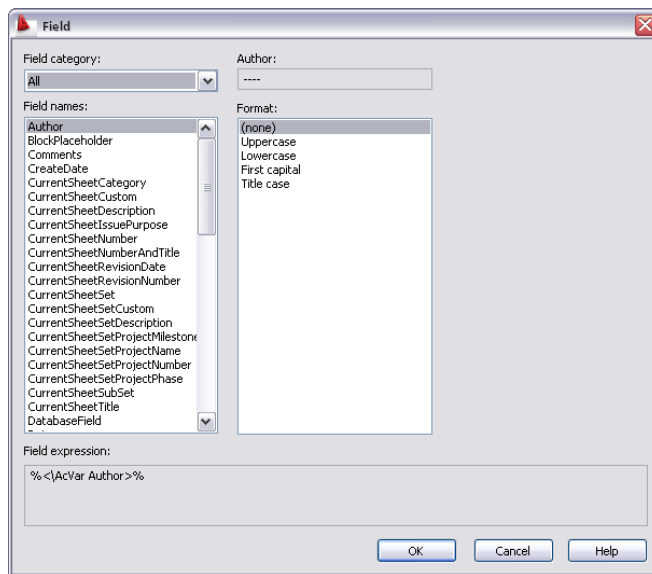 Field
Field category:
All
Field names:
Author
BlockPlaceholder
Comments
CreateDate
CurrentSheetCategory
CurrentSheetCustom
CurrentSheetDescription
CurrentSheetIssuePurpose
CurrentSheetNumber
CurrentSheetNumberAndTitle
CurrentSheetRevisionDate
CurrentSheetRevisionNumber
CurrentSheetSet
CurrentSheetSetCustom
CurrentSheetSetDescription
CurrentSheetSetProjectMilestone
CurrentSheetSetProjectName
CurrentSheetSetProjectNumber
CurrentSheetSetProjectPhase
CurrentSheetSubSet
CurrentSheetTitle
DatabaseField
Author:
----
Format:
(none)
Uppercase
Lowercase
First capital
Title case
Field expression:
%<\AcVar Author>%
OK Cancel Help